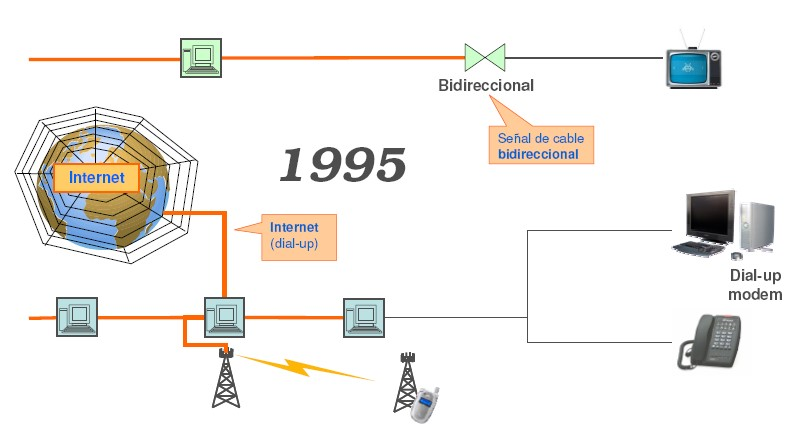 Bidireccional
Señal de cable
bidireccional
1995
Internet
Internet
(dial-up)
Dial-up
modem